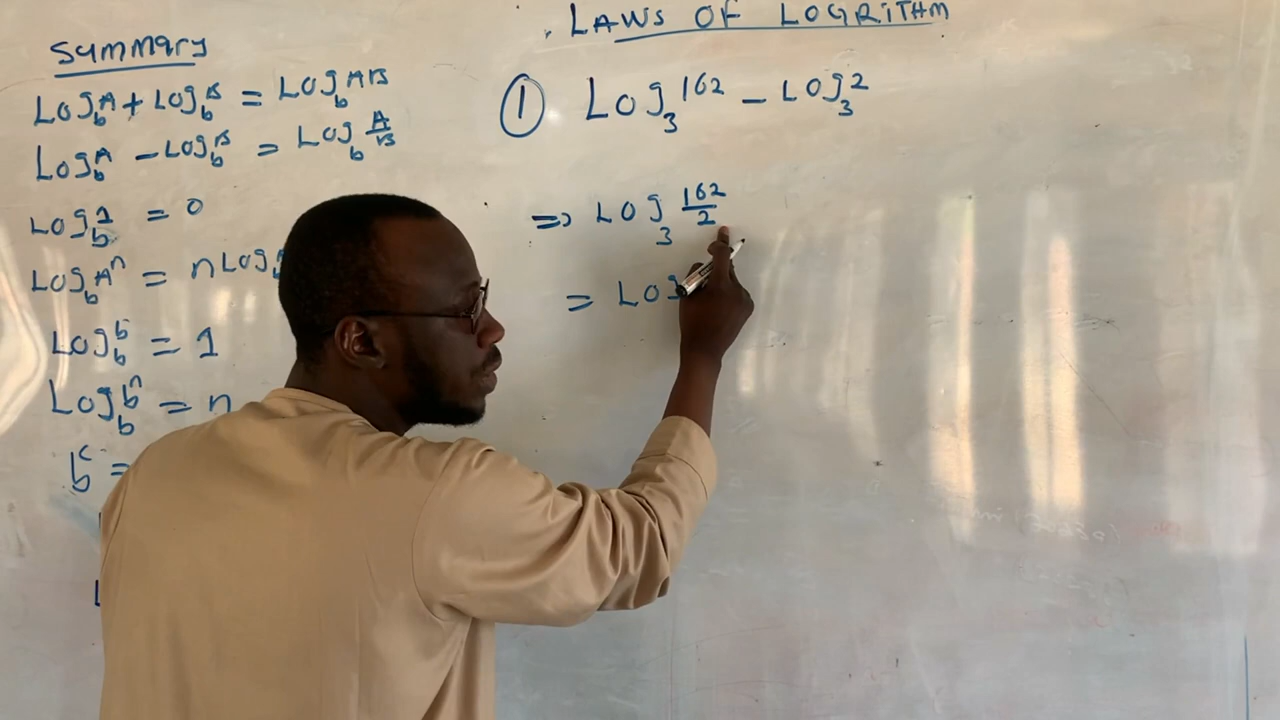 Summary
Log_b^A + Log_b^B = Log_b^AB
Log_b^A - Log_b^B = Log_b^A/B
Log_b^1 = 0
Log_b A^n = n Log
Log_b^b = 1
Log_b b^n = n
b^c =
LAWS OF LOGRITHM
① Log_3^162 - Log_3^2
=> Log_3 162/2
= Log